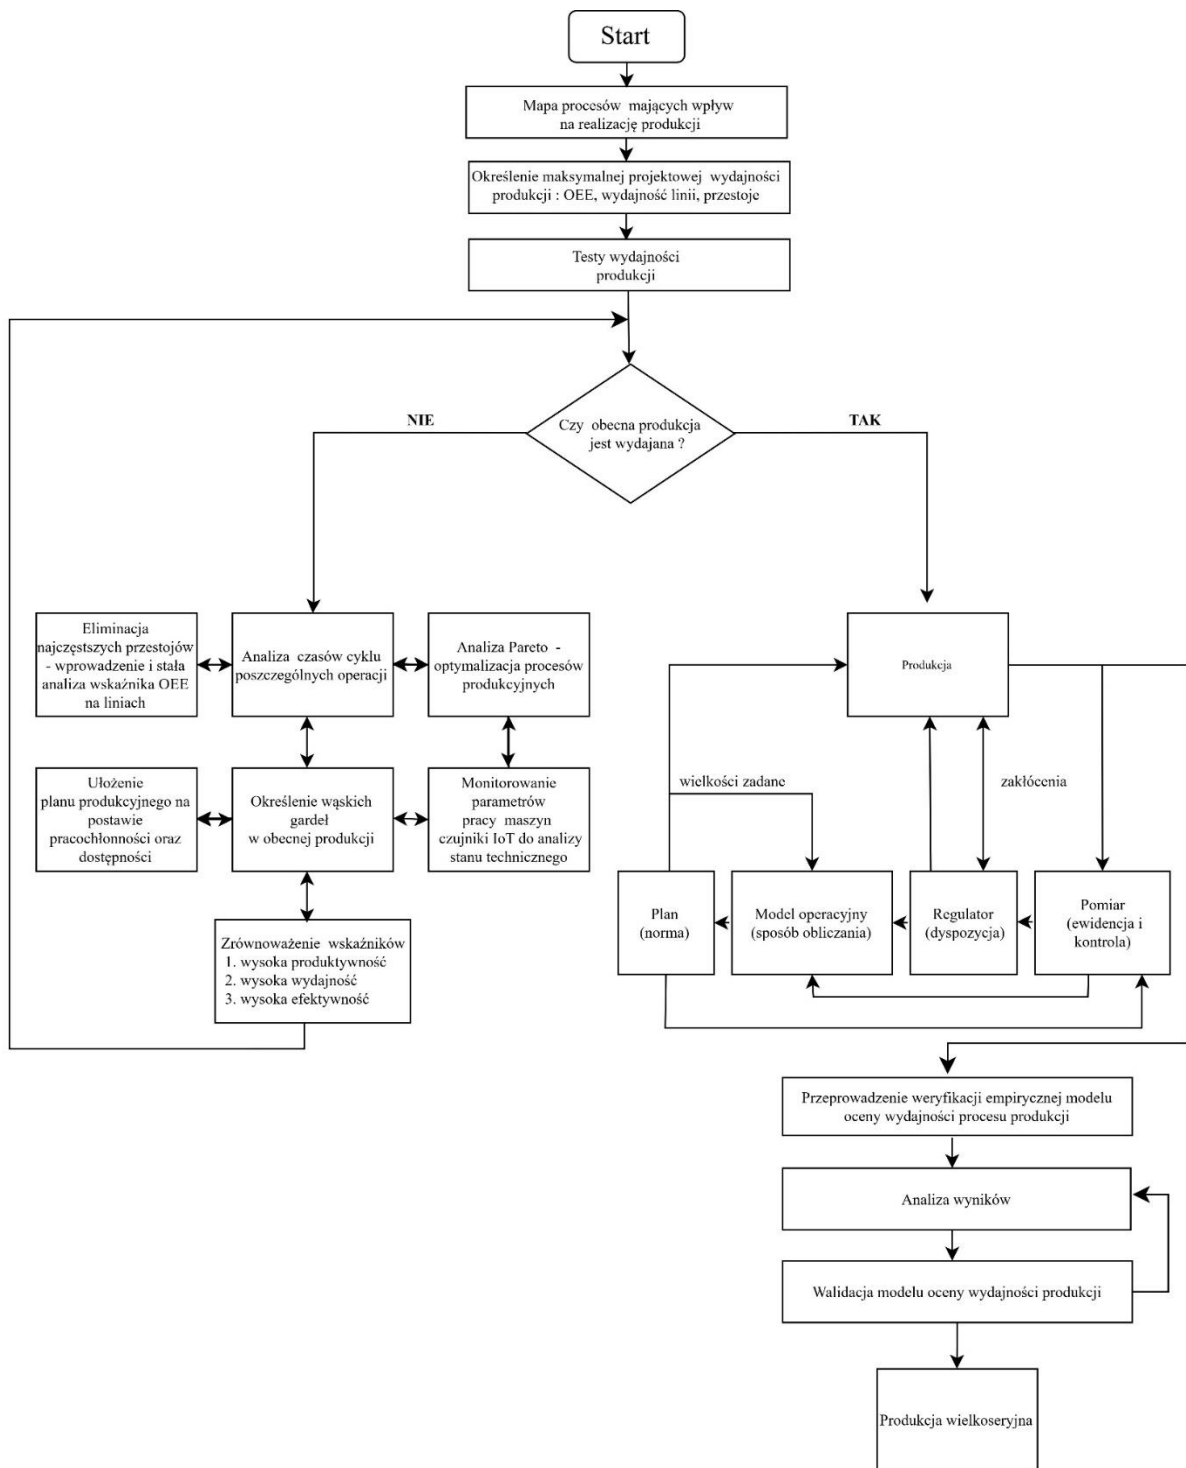 Start
Mapa procesów mających wpływ
na realizację produkcji
Określenie maksymalnej projektowej wydajności
produkcji : OEE, wydajność linii, przestoje
Testy wydajności
produkcji
NIE
Czy obecna produkcja
jest wydajana ?
TAK
Eliminacja
najczęstszych przestojów
- wprowadzenie i stała
analiza wskaźnika OEE
na liniach
Analiza czasów cyklu
poszczególnych operacji
Analiza Pareto -
optymalizacja procesów
produkcyjnych
Ułożenie
planu produkcyjnego na
postawie
pracochłonności oraz
dostępności
Określenie wąskich
gardeł
w obecnej produkcji
Monitorowanie
parametrów
pracy maszyn
czujniki IoT do analizy
stanu technicznego
Zrównoważenie wskaźników
1. wysoka produktywność
2. wysoka wydajność
3. wysoka efektywność
Produkcja
wielkości zadane
zakłócenia
Plan
(norma)
Model operacyjny
(sposób obliczania)
Regulator
(dyspozycja)
Pomiar
(ewidencja i
kontrola)
Przeprowadzenie weryfikacji empirycznej modelu
oceny wydajności procesu produkcji
Analiza wyników
Walidacja modelu oceny wydajności produkcji
Produkcja wielkoseryjna